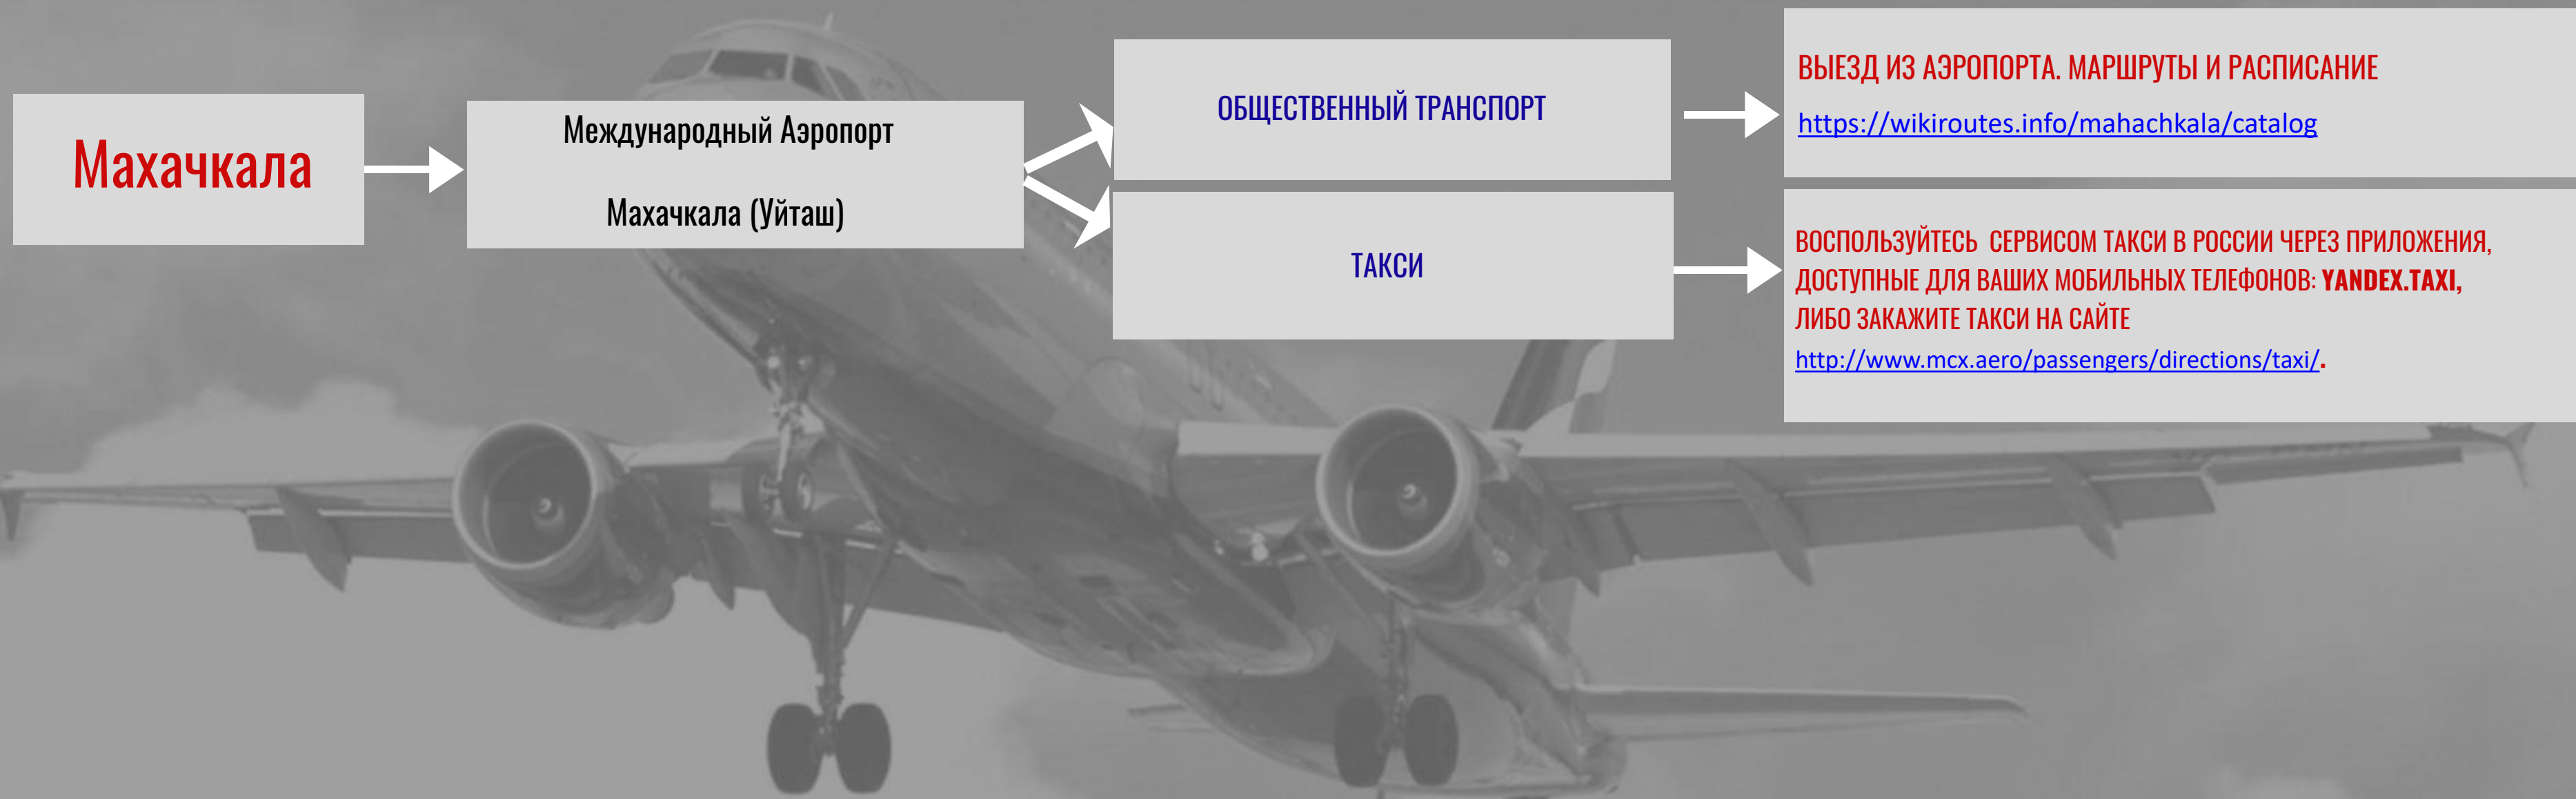 Махачкала
Международный Аэропорт
Махачкала (Уйташ)
ОБЩЕСТВЕННЫЙ ТРАНСПОРТ
ТАКСИ
ВЫЕЗД ИЗ АЭРОПОРТА. МАРШРУТЫ И РАСПИСАНИЕ
https://wikiroutes.info/mahachkala/catalog
ВОСПОЛЬЗУЙТЕСЬ СЕРВИСОМ ТАКСИ В РОССИИ ЧЕРЕЗ ПРИЛОЖЕНИЯ,
ДОСТУПНЫЕ ДЛЯ ВАШИХ МОБИЛЬНЫХ ТЕЛЕФОНОВ: YANDEX.TAXI,
ЛИБО ЗАКАЖИТЕ ТАКСИ НА САЙТЕ
http://www.mcx.aero/passengers/directions/taxi/.